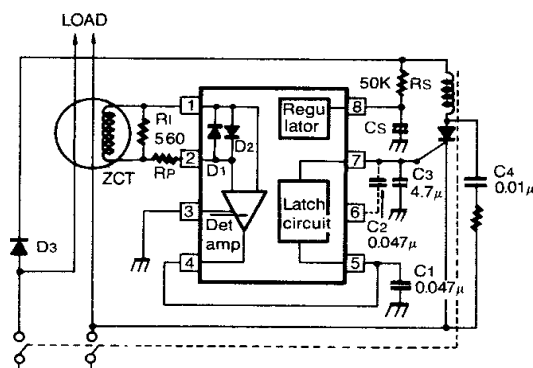 LOAD
ZCT
RI
560
RP
D3
1
2
3
4
D1
D2
Det
amp
Regu
lator
Latch
circuit
8
7
6
5
50K
RS
CS
C3
4.7μ
C2
0.047μ
C1
0.047μ
C4
0.01μ